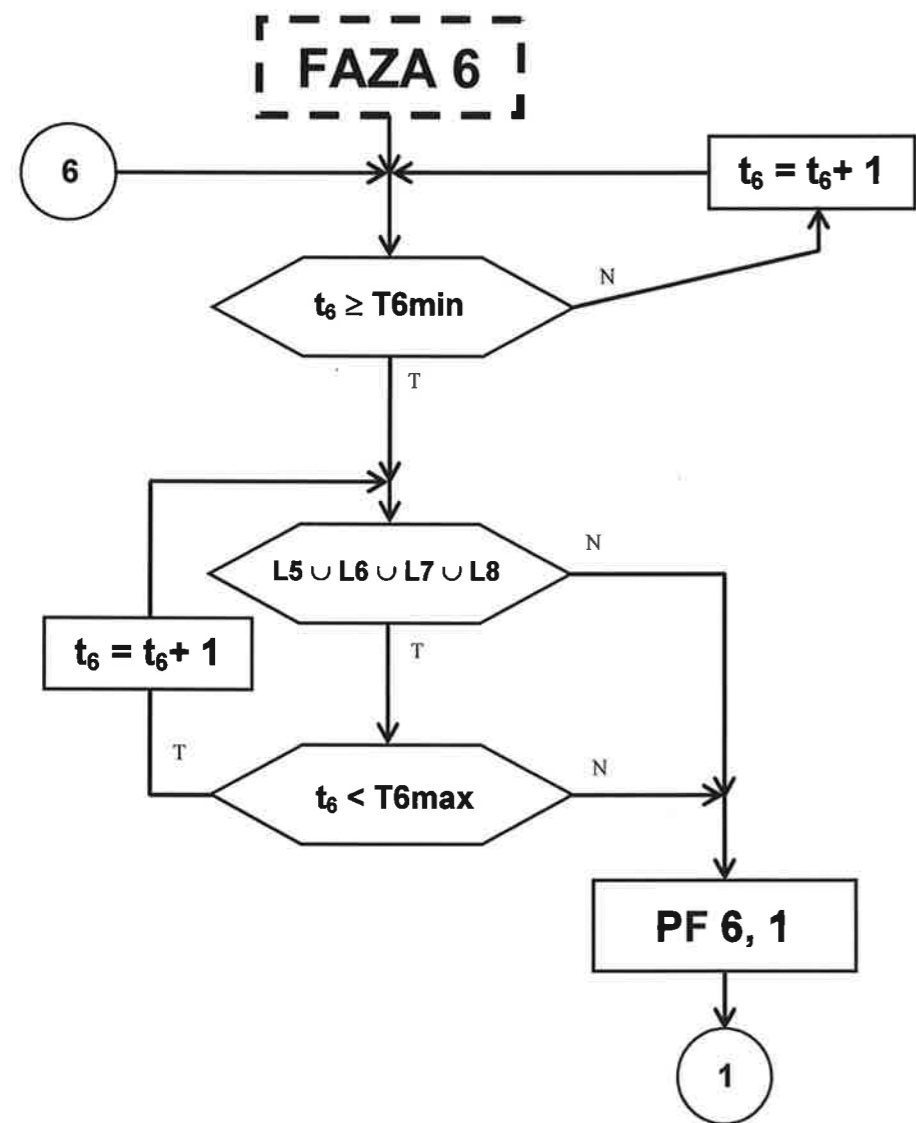 FAZA 6
6
t₆ = t₆+ 1
N
t₆ ≥ T6min
T
N
L5 ∪ L6 ∪ L7 ∪ L8
t₆ = t₆+ 1
T
T
N
t₆ < T6max
PF 6, 1
1